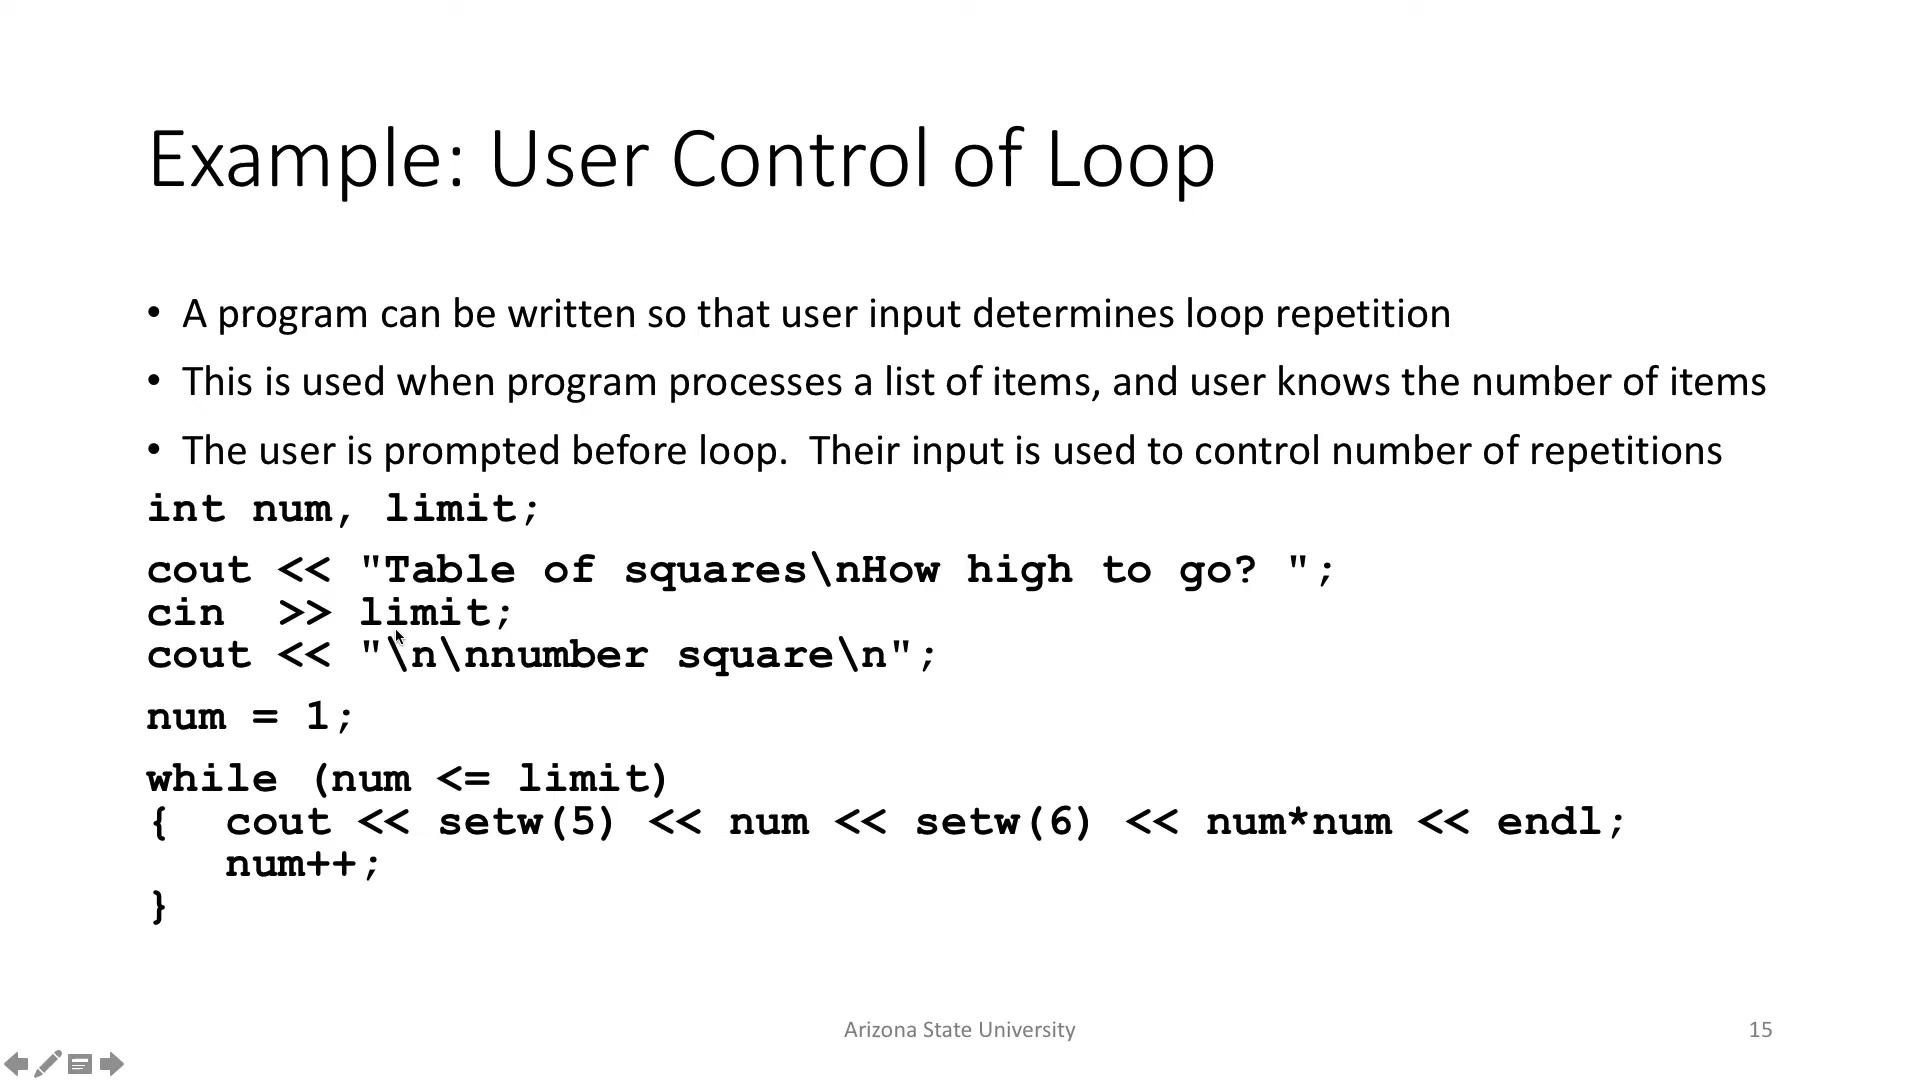 Example: User Control of Loop
• A program can be written so that user input determines loop repetition
• This is used when program processes a list of items, and user knows the number of items
• The user is prompted before loop.  Their input is used to control number of repetitions
int num, limit;
cout << "Table of squares\nHow high to go? ";
cin  >> limit;
cout << "\n\nnumber square\n";
num = 1;
while (num <= limit)
{  cout << setw(5) << num << setw(6) << num*num << endl;
   num++;
}
Arizona State University
15